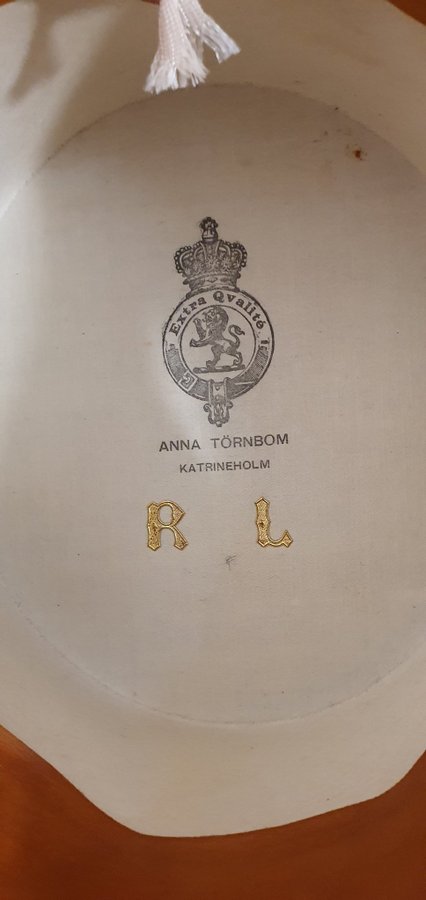 Extra Qvalité
ANNA TÖRNBOM
KATRINEHOLM
R L